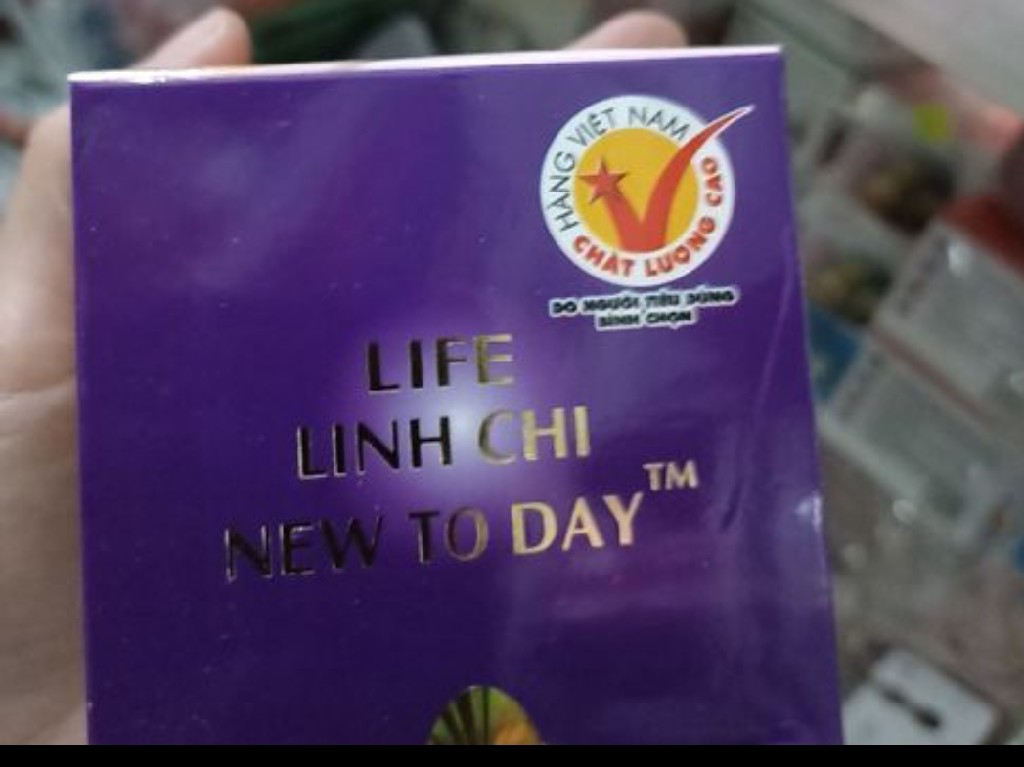 HÀNG VIỆT NAM
CHẤT LƯỢNG CAO
DO NGƯỜI TIÊU DÙNG
BÌNH CHỌN
LIFE
LINH CHI
NEW TO DAY™